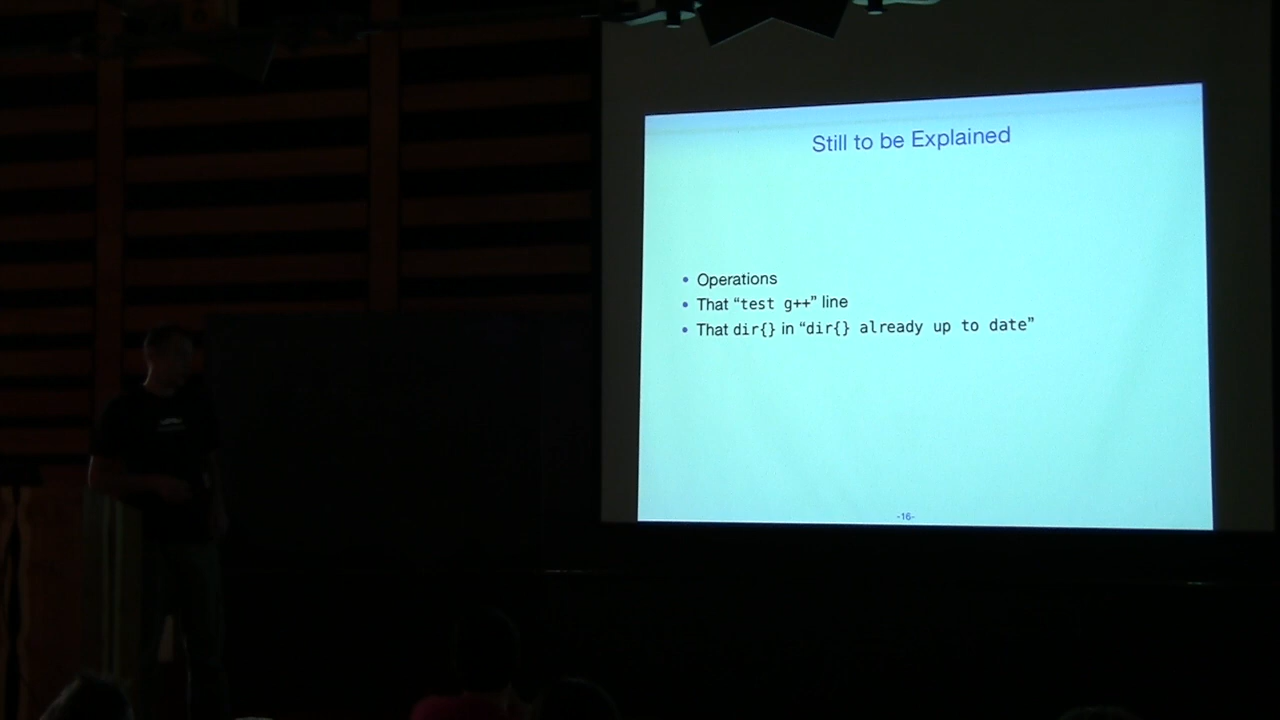 Still to be Explained
• Operations
• That “test g++” line
• That dir{} in “dir{} already up to date”
-16-